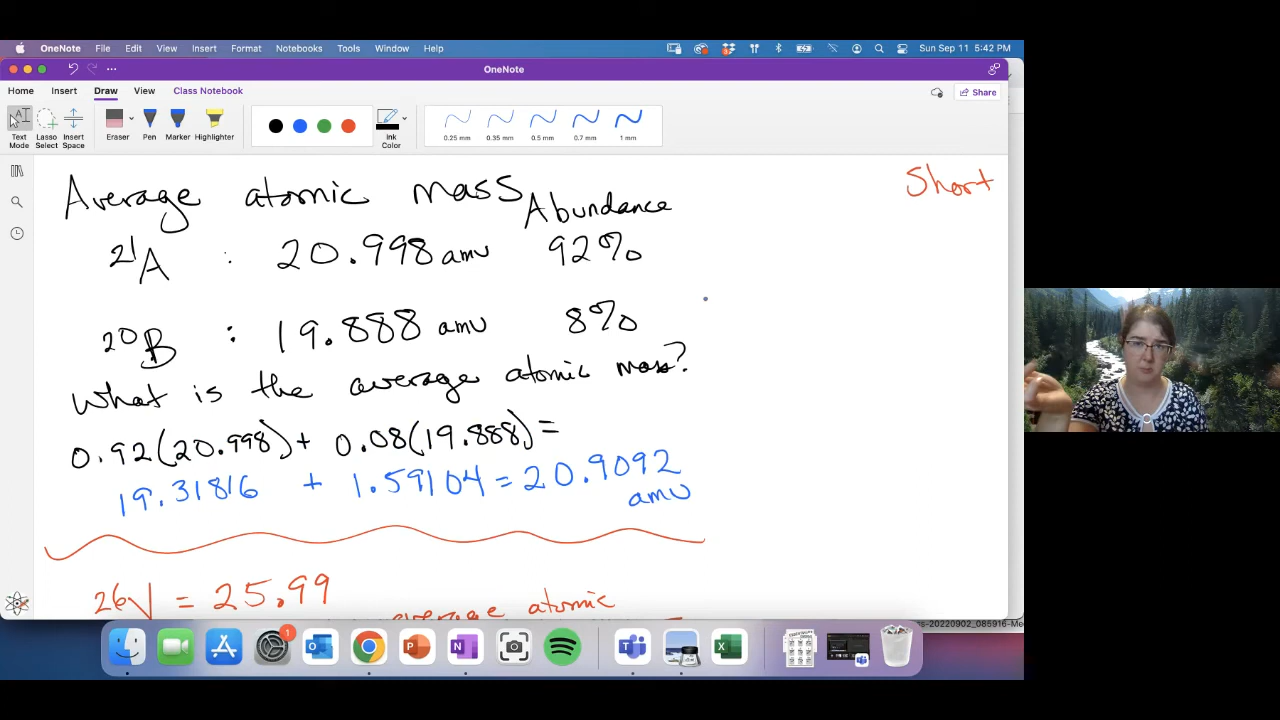 OneNote File Edit View Insert Format Notebooks Tools Window Help Sun Sep 11 5:42 PM
OneNote
Home Insert Draw View Class Notebook Share
Text Mode Lasso Select Insert Space Eraser Pen Marker Highlighter Ink Color 0.25 mm 0.35 mm 0.5 mm 0.7 mm 1 mm
Short
Average atomic mass Abundance
21A : 20.998 amu 92%
20B : 19.888 amu 8%
What is the average atomic mass?
0.92(20.998) + 0.08(19.888) =
19.31816 + 1.59104 = 20.9092
amu
26V = 25.99
average atomic
1